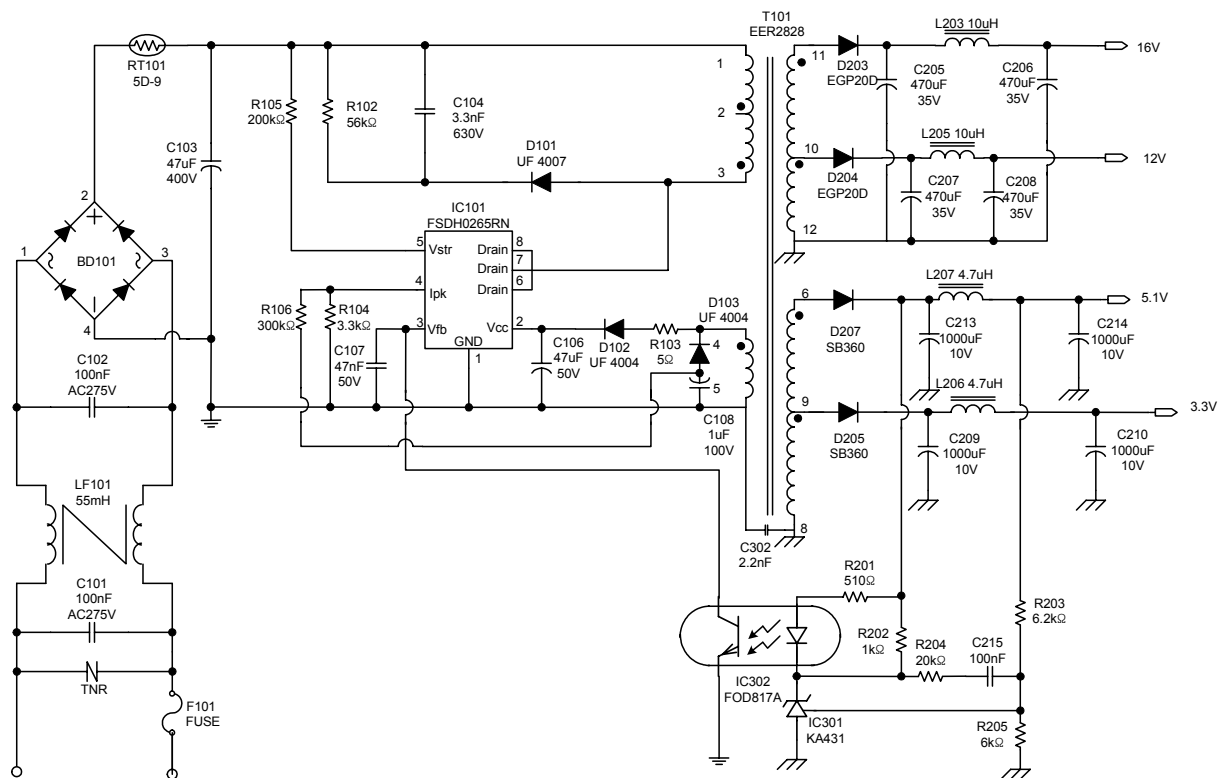 T101
EER2828
RT101
5D-9
R105
200kΩ
R102
56kΩ
C104
3.3nF
630V
D101
UF 4007
C103
47uF
400V
1
2
3
11
10
12
D203
EGP20D
L203 10uH
C205
470uF
35V
C206
470uF
35V
16V
D204
EGP20D
L205 10uH
C207
470uF
35V
C208
470uF
35V
12V
2
1
3
4
BD101
IC101
FSDH0265RN
5
Vstr
Drain
8
Drain
7
Drain
6
4
Ipk
3
Vfb
Vcc
2
GND
1
R106
300kΩ
R104
3.3kΩ
C107
47nF
50V
C106
47uF
50V
D102
UF 4004
R103
5Ω
D103
UF 4004
4
5
C108
1uF
100V
6
9
8
D207
SB360
L207 4.7uH
C213
1000uF
10V
C214
1000uF
10V
5.1V
D205
SB360
L206 4.7uH
C209
1000uF
10V
C210
1000uF
10V
3.3V
C302
2.2nF
C102
100nF
AC275V
LF101
55mH
C101
100nF
AC275V
TNR
F101
FUSE
R201
510Ω
R202
1kΩ
R204
20kΩ
C215
100nF
R203
6.2kΩ
IC302
FOD817A
IC301
KA431
R205
6kΩ